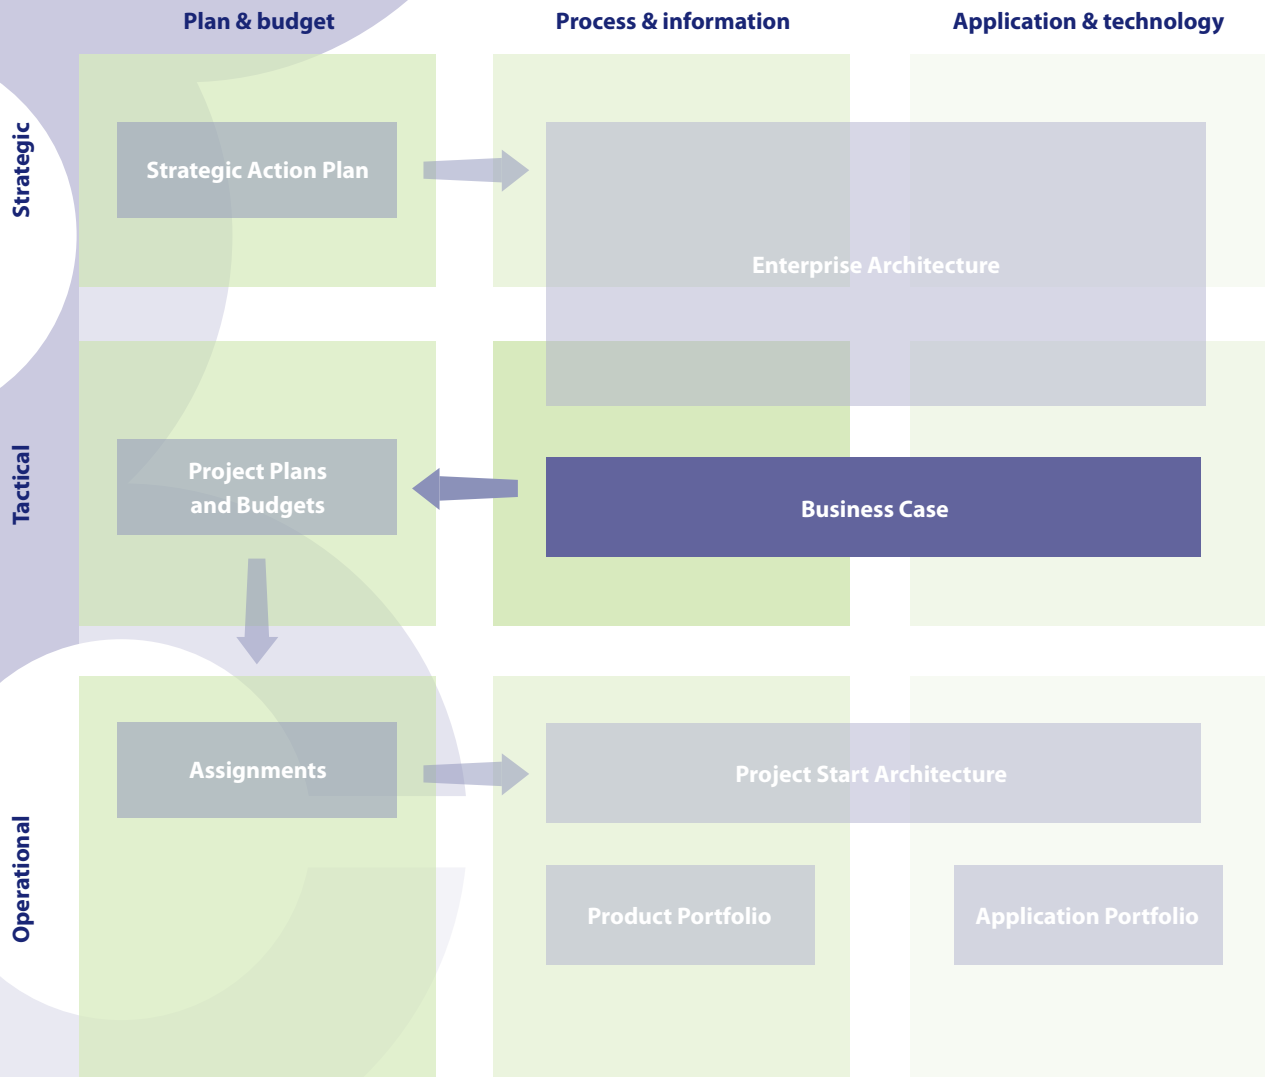 Plan & budget
Process & information
Application & technology
Strategic
Strategic Action Plan
Enterprise Architecture
Tactical
Project Plans
and Budgets
Business Case
Operational
Assignments
Project Start Architecture
Product Portfolio
Application Portfolio